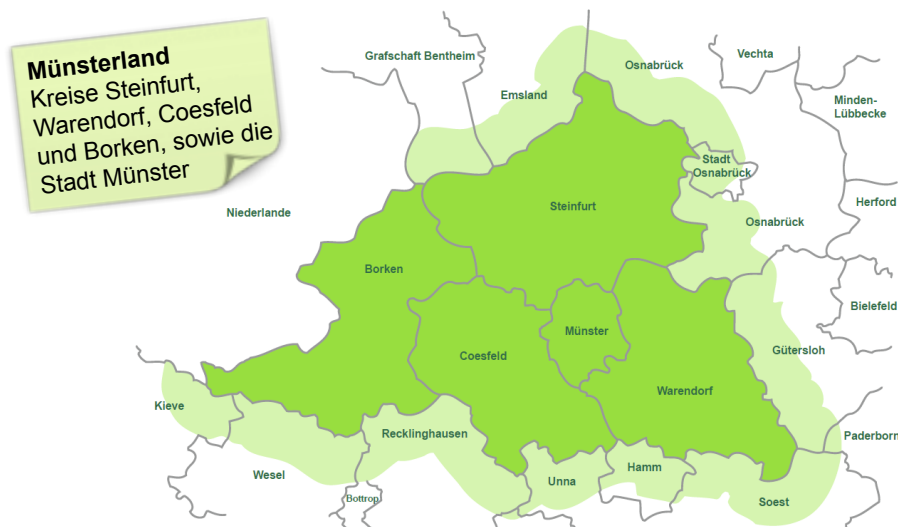 Münsterland
Kreise Steinfurt,
Warendorf, Coesfeld
und Borken, sowie die
Stadt Münster
Grafschaft Bentheim
Osnabrück
Vechta
Emsland
Minden-
Lübbecke
Stadt
Osnabrück
Niederlande
Steinfurt
Osnabrück
Herford
Borken
Bielefeld
Münster
Coesfeld
Gütersloh
Warendorf
Kieve
Recklinghausen
Paderborn
Wesel
Unna
Hamm
Bottrop
Soest